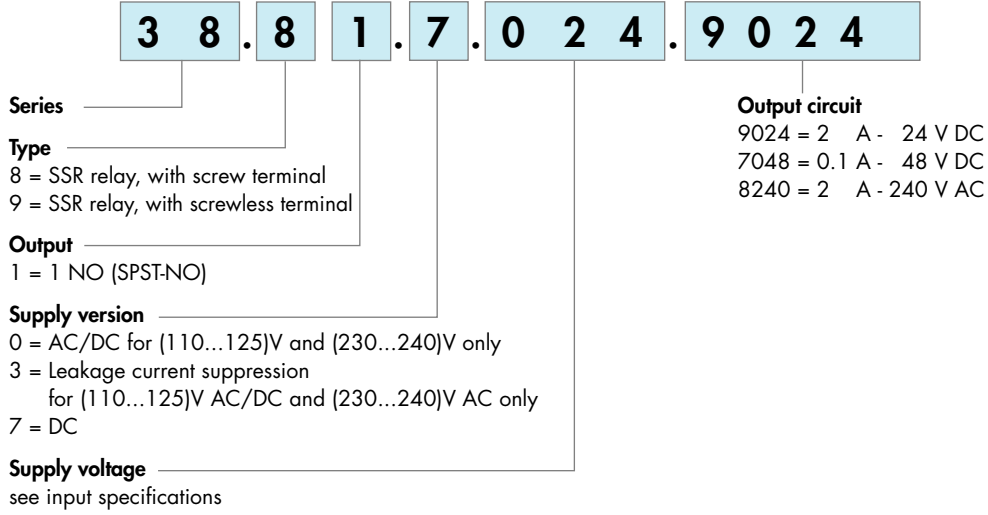 3 8 . 8 1 . 7 . 0 2 4 . 9 0 2 4
Series
Type
8 = SSR relay, with screw terminal
9 = SSR relay, with screwless terminal
Output
1 = 1 NO (SPST-NO)
Supply version
0 = AC/DC for (110...125)V and (230...240)V only
3 = Leakage current suppression
for (110...125)V AC/DC and (230...240)V AC only
7 = DC
Supply voltage
see input specifications
Output circuit
9024 = 2 A - 24 V DC
7048 = 0.1 A - 48 V DC
8240 = 2 A - 240 V AC